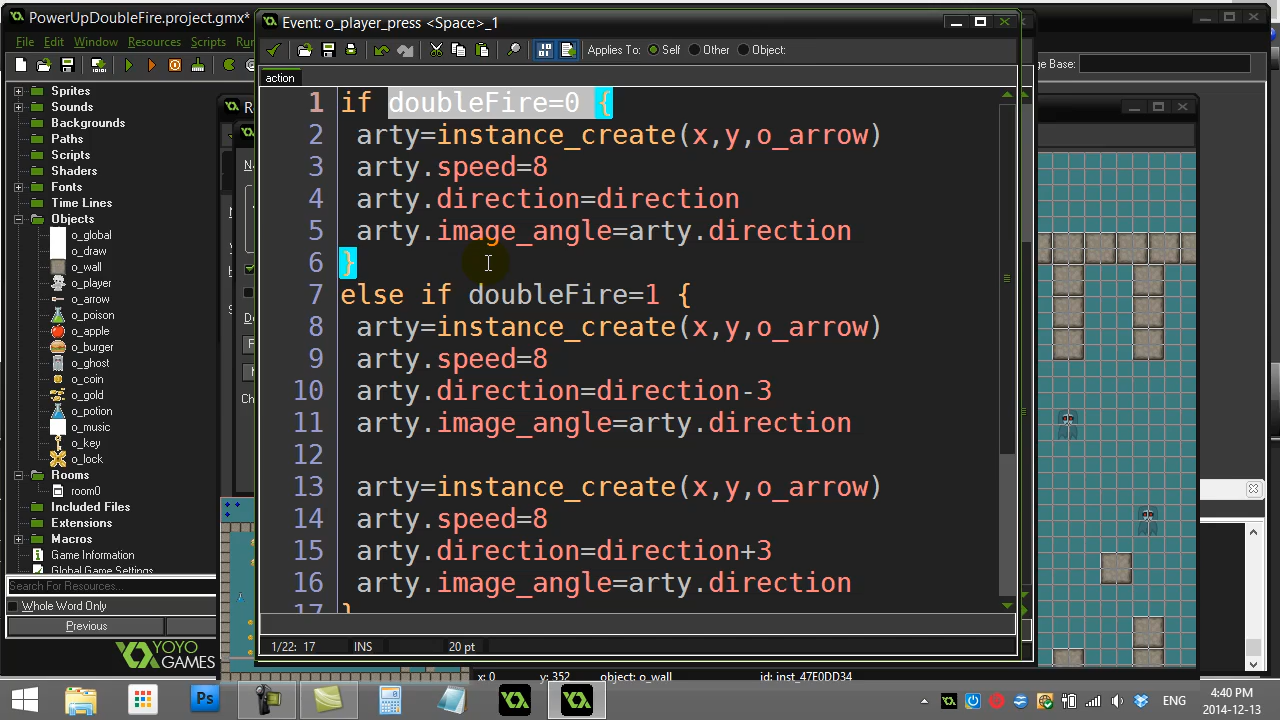 PowerUpDoubleFire.project.gmx*
File Edit Window Resources Scripts Ru
Sprites
Sounds
Backgrounds
Paths
Scripts
Shaders
Fonts
Time Lines
Objects
o_global
o_draw
o_wall
o_player
o_arrow
o_poison
o_apple
o_burger
o_ghost
o_coin
o_gold
o_potion
o_music
o_key
o_lock
Rooms
room0
Included Files
Extensions
Macros
Game Information
Global Game Settings
Search For Resources...
Whole Word Only
Previous
YOYO
GAMES
Event: o_player_press <Space>_1
Applies To: Self Other Object:
action
1 if doubleFire=0 {
2 arty=instance_create(x,y,o_arrow)
3 arty.speed=8
4 arty.direction=direction
5 arty.image_angle=arty.direction
6 }
7 else if doubleFire=1 {
8 arty=instance_create(x,y,o_arrow)
9 arty.speed=8
10 arty.direction=direction-3
11 arty.image_angle=arty.direction
12
13 arty=instance_create(x,y,o_arrow)
14 arty.speed=8
15 arty.direction=direction+3
16 arty.image_angle=arty.direction
17 }
1/22: 17 INS 20 pt
ge Base:
x: 0 y: 352 object: o_wall id: inst_47E0DD34
Ps
ENG
4:40 PM
2014-12-13